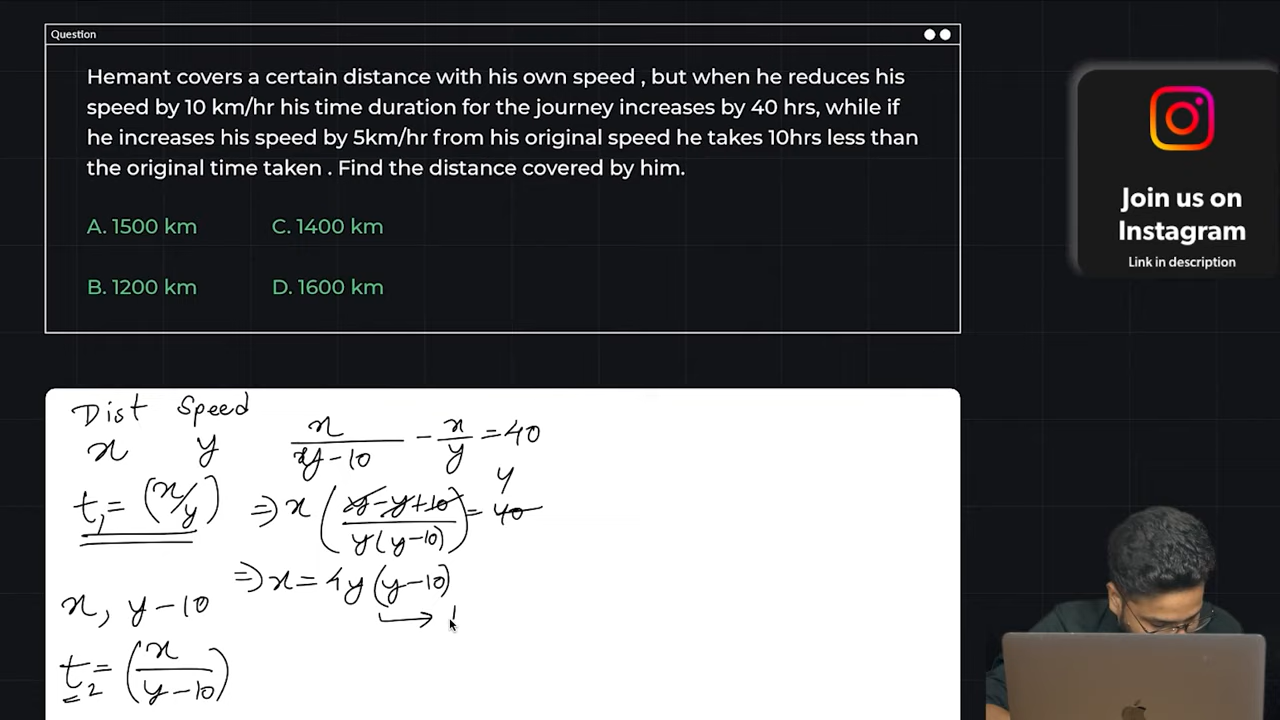 Question
Hemant covers a certain distance with his own speed , but when he reduces his
speed by 10 km/hr his time duration for the journey increases by 40 hrs, while if
he increases his speed by 5km/hr from his original speed he takes 10hrs less than
the original time taken . Find the distance covered by him.
A. 1500 km C. 1400 km
B. 1200 km D. 1600 km
Join us on
Instagram
Link in description
Dist Speed
x y
t₁ = (x/y)
x, y-10
t₂ = (x/(y-10))
x/(y-10) - x/y = 40
⇒ x ((y-y+10)/(y(y-10))) = 40 4
⇒ x = 4y (y-10)